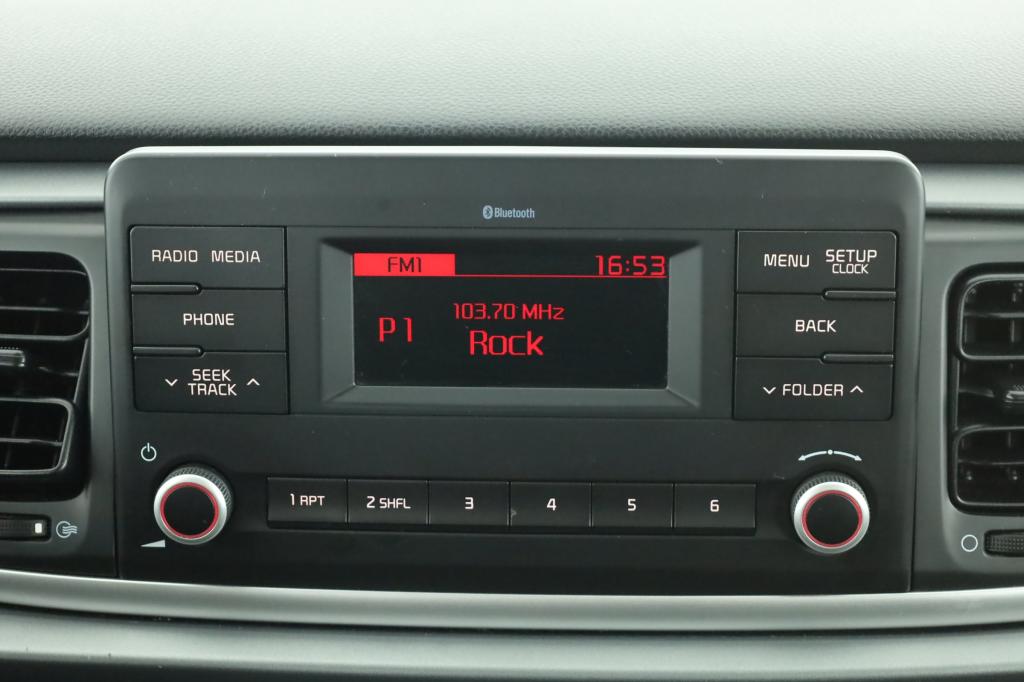 Bluetooth
RADIO MEDIA
PHONE
SEEK
TRACK
FM1 16:53
103.70 MHz
P1 Rock
MENU SETUP
CLOCK
BACK
FOLDER
1 RPT 2 SHFL 3 4 5 6